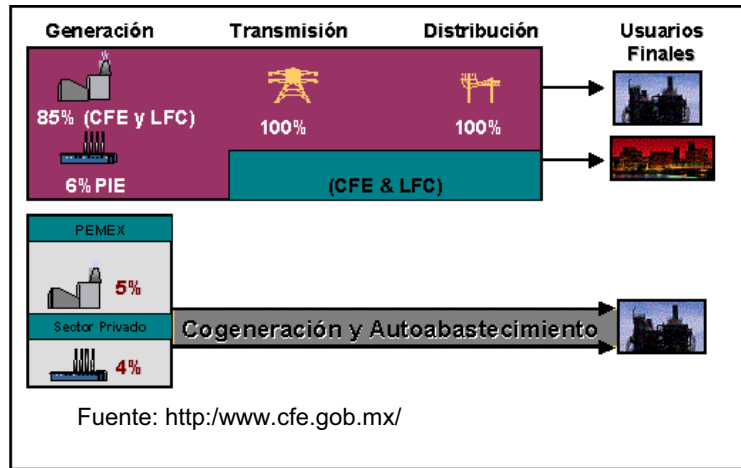 Generación Transmisión Distribución Usuarios
Finales
85% (CFE y LFC)
100% 100%
6% PIE
(CFE & LFC)
PEMEX
5%
Sector Privado
4%
Cogeneración y Autoabastecimiento
Fuente: http:/www.cfe.gob.mx/